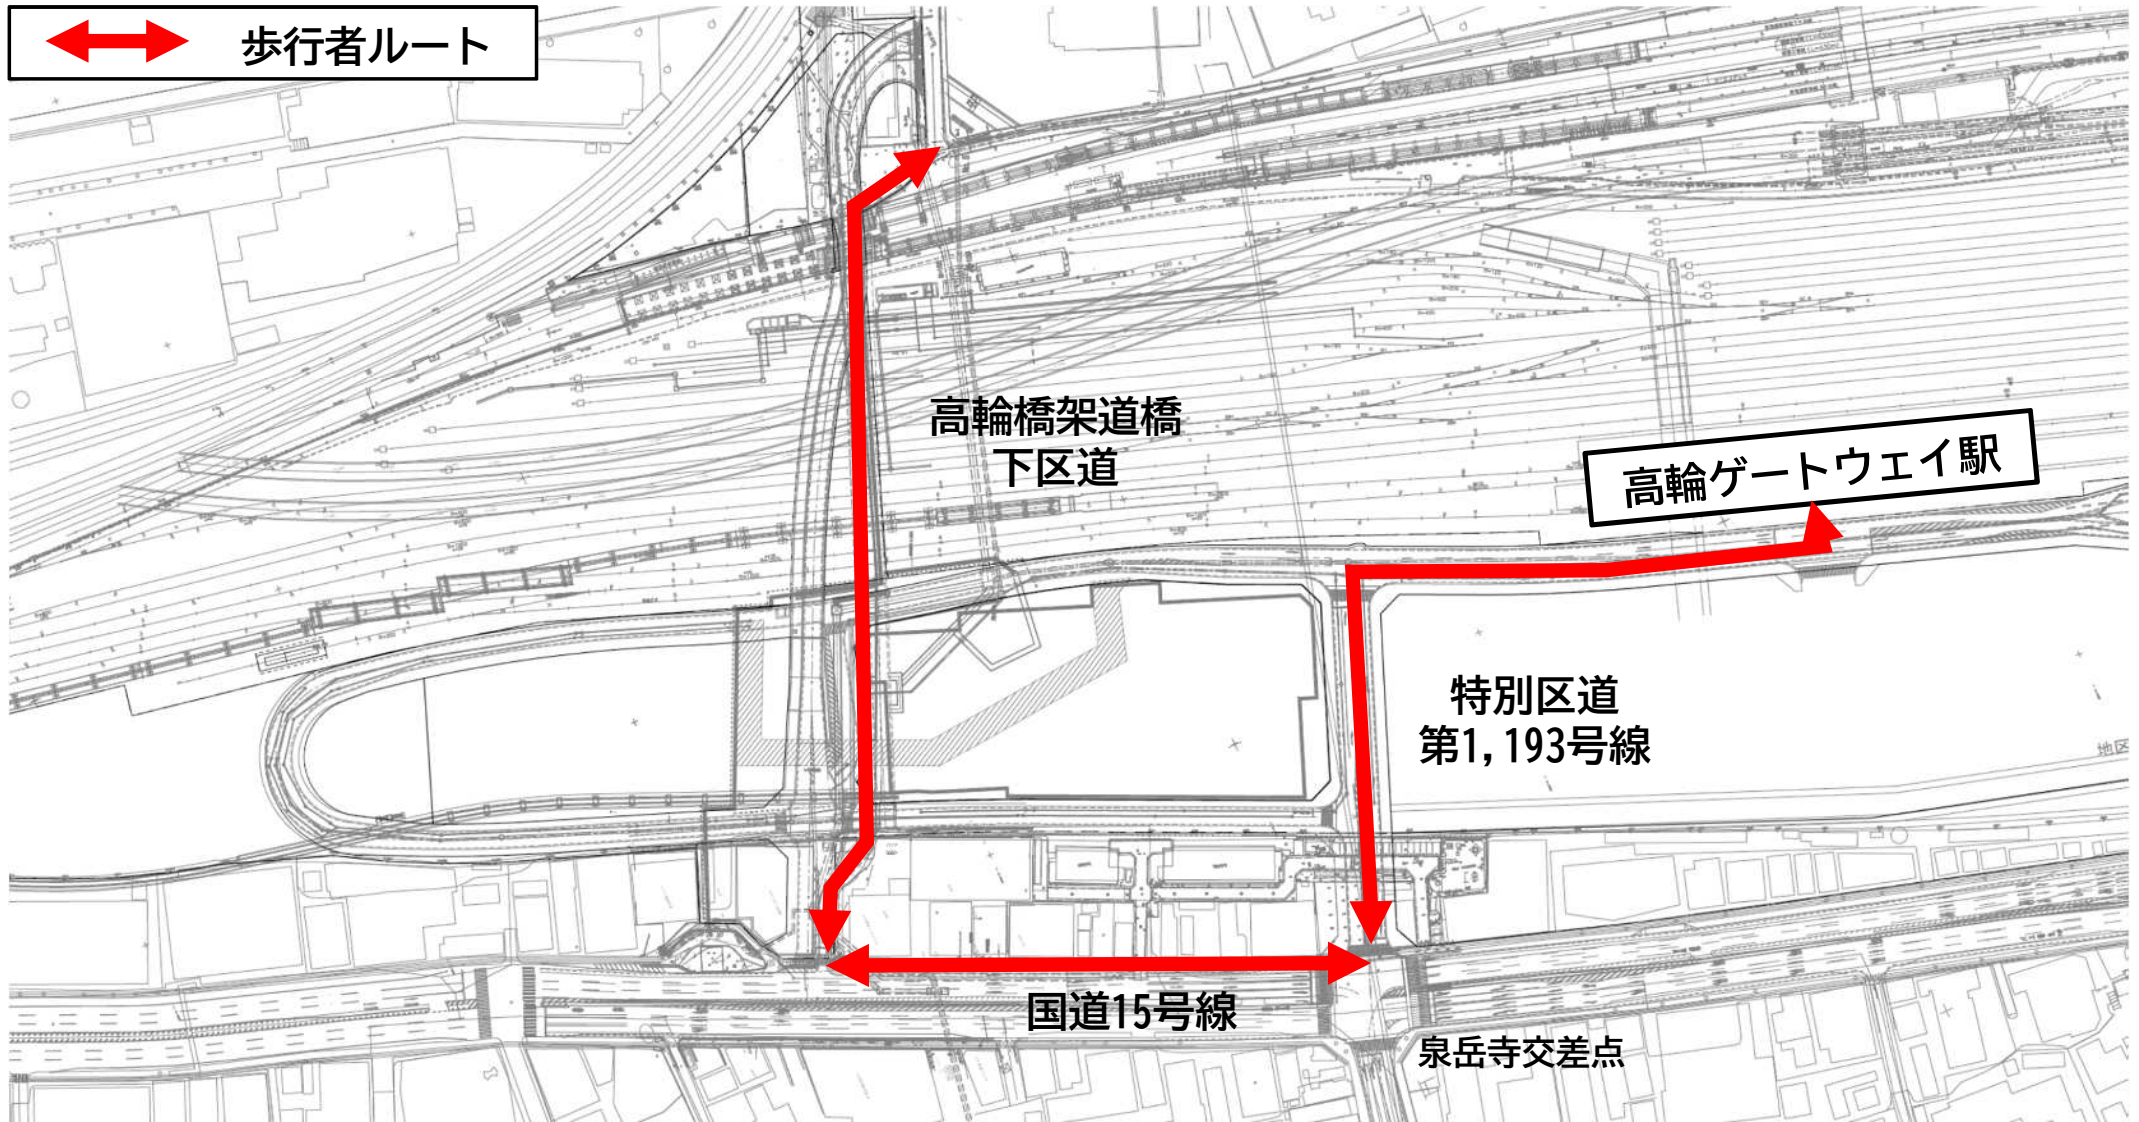 歩行者ルート
高輪橋架道橋
下区道
高輪ゲートウェイ駅
特別区道
第1,193号線
地区
国道15号線
泉岳寺交差点